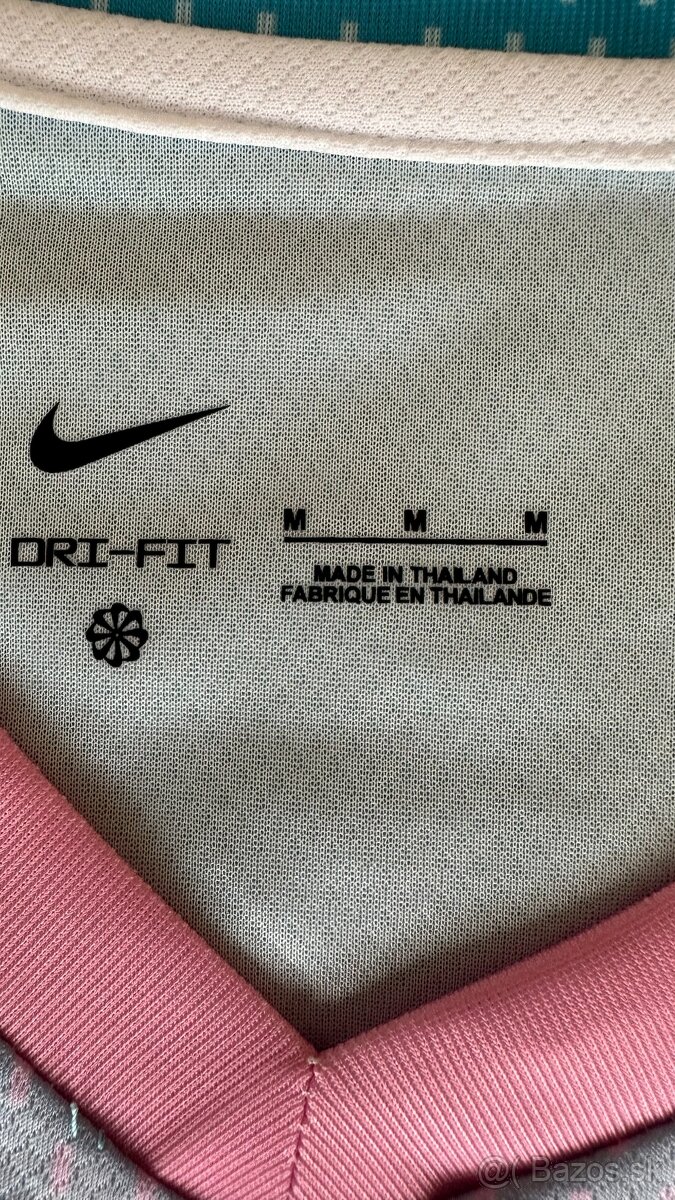 M M M
DRI-FIT
MADE IN THAILAND
FABRIQUE EN THAILANDE
@( Bazos.sk